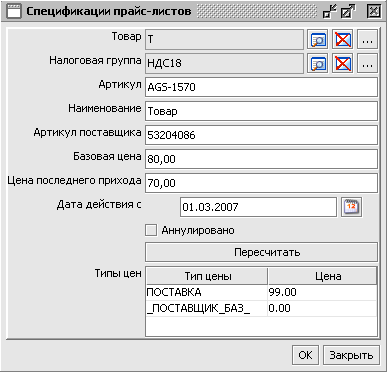 Спецификации прайс-листов
Товар Т ...
Налоговая группа НДС18 ...
Артикул AGS-1570
Наименование Товар
Артикул поставщика 53204086
Базовая цена 80,00
Цена последнего прихода 70,00
Дата действия с 01.03.2007 12
Аннулировано
Пересчитать
Типы цен Тип цены Цена
ПОСТАВКА 99.00
_ПОСТАВЩИК_БАЗ_ 0.00
OK Закрыть